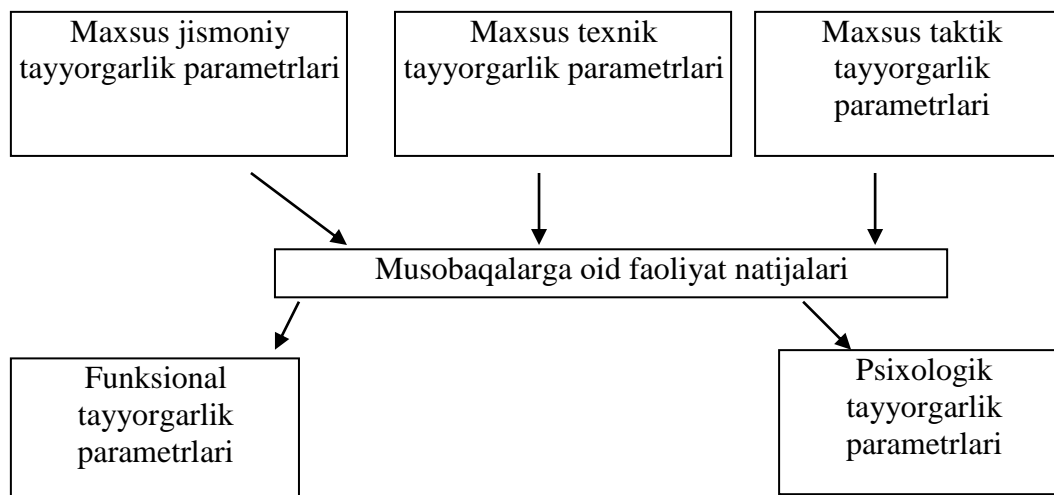 Maxsus jismoniy
tayyorgarlik parametrlari
Maxsus texnik
tayyorgarlik parametrlari
Maxsus taktik
tayyorgarlik
parametrlari
Musobaqalarga oid faoliyat natijalari
Funksional
tayyorgarlik
parametrlari
Psixologik
tayyorgarlik
parametrlari